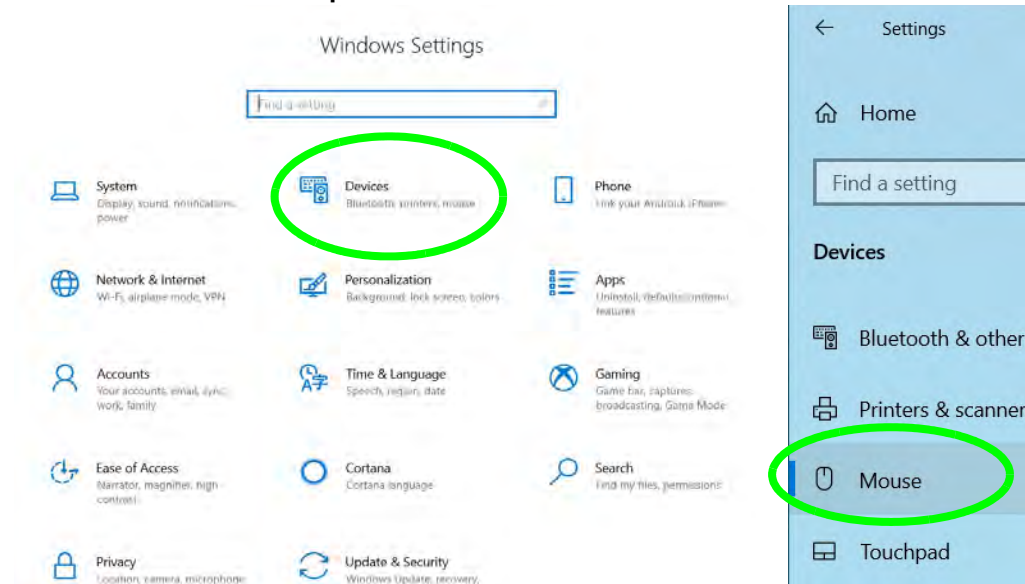 Windows Settings
Find a setting
System
Display, sound, notifications,
power
Devices
Bluetooth, printers, mouse
Phone
Link your Android, iPhone
Network & Internet
Wi-Fi, airplane mode, VPN
Personalization
Background, lock screen, colors
Apps
Uninstall, defaults, optional
features
Accounts
Your accounts, email, sync,
work, family
Time & Language
Speech, region, date
Gaming
Game bar, captures,
broadcasting, Game Mode
Ease of Access
Narrator, magnifier, high
contrast
Cortana
Cortana language
Search
Find my files, permissions
Privacy
Location, camera, microphone
Update & Security
Windows Update, recovery,
Settings
Home
Find a setting
Devices
Bluetooth & other
Printers & scanner
Mouse
Touchpad